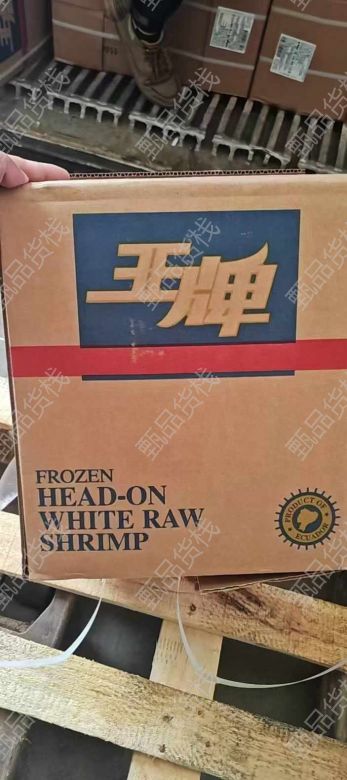 王牌
FROZEN
HEAD-ON
WHITE RAW
SHRIMP
PRODUCT OF
ECUADOR
甄品货栈